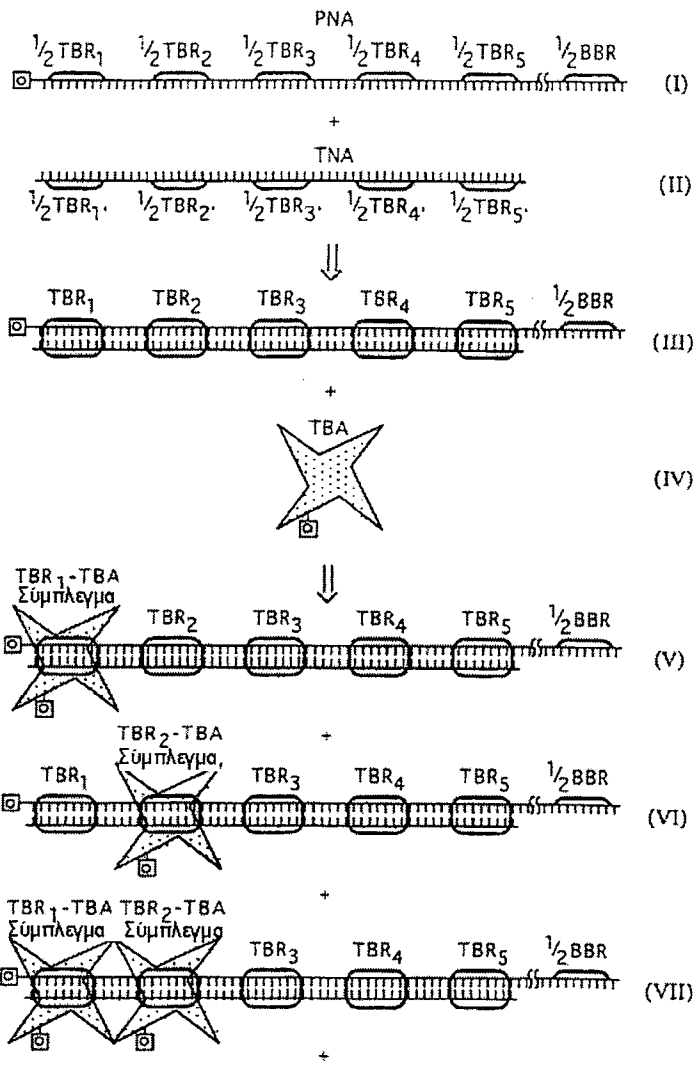 PNA
1/2TBR1 1/2TBR2 1/2TBR3 1/2TBR4 1/2TBR5 1/2BBR
(I)
+
TNA
(II)
1/2TBR1' 1/2TBR2' 1/2TBR3' 1/2TBR4' 1/2TBR5'
TBR1 TBR2 TBR3 TBR4 TBR5 1/2BBR
(III)
+
TBA
(IV)
TBR1-TBA
Σύμπλεγμα
TBR2 TBR3 TBR4 TBR5 1/2BBR
(V)
+
TBR2-TBA
Σύμπλεγμα,
TBR1 TBR3 TBR4 TBR5 1/2BBR
(VI)
+
TBR1-TBA TBR2-TBA
Σύμπλεγμα Σύμπλεγμα
TBR3 TBR4 TBR5 1/2BBR
(VII)
+